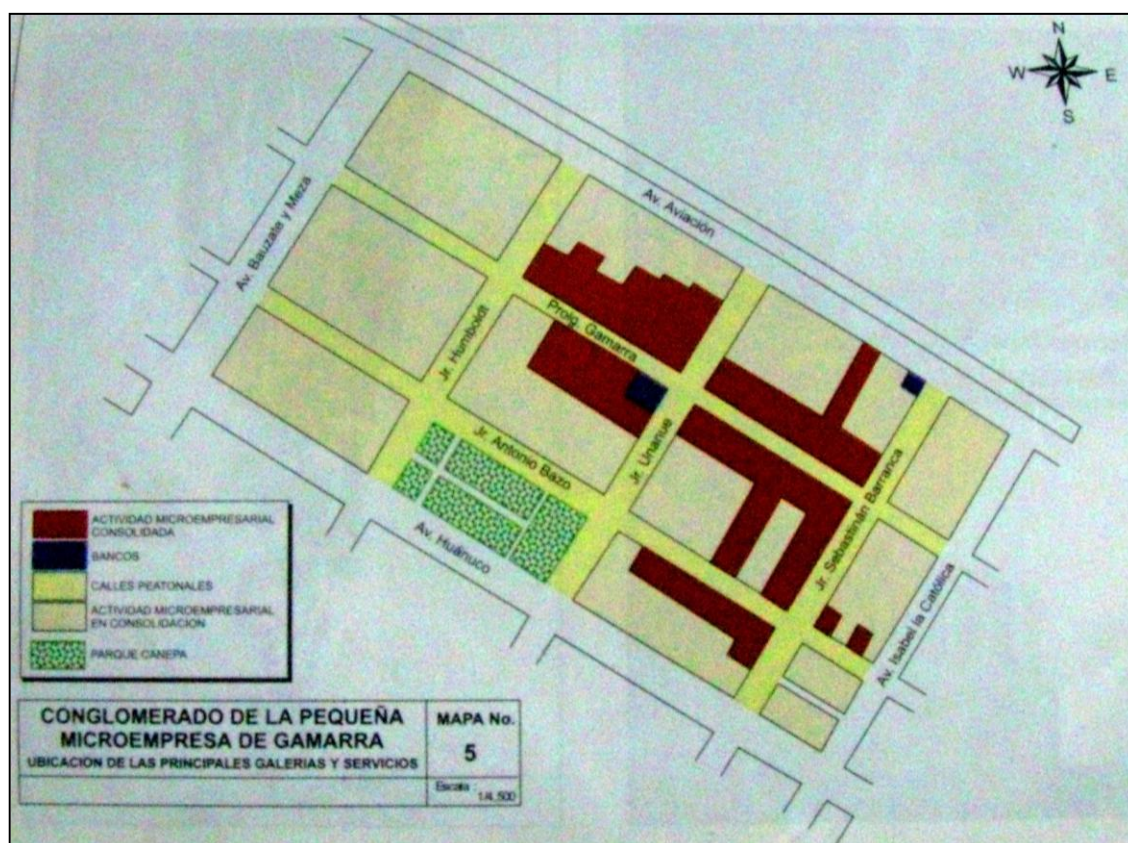 N
W
E
S
Av. Aviación
Av. Bauzate y Meza
Jr. Humboldt
Prolg. Gamarra
Jr. Antonio Bazo
Jr. Unanue
Av. Huánuco
Jr. Sebastinán Barranca
Av. Isabel la Católica
ACTIVIDAD MICROEMPRESARIAL
CONSOLIDADA
BANCOS
CALLES PEATONALES
ACTIVIDAD MICROEMPRESARIAL
EN CONSOLIDACION
PARQUE CANEPA
CONGLOMERADO DE LA PEQUEÑA
MICROEMPRESA DE GAMARRA
UBICACION DE LAS PRINCIPALES GALERIAS Y SERVICIOS
MAPA No.
5
Escala :
1/4,500